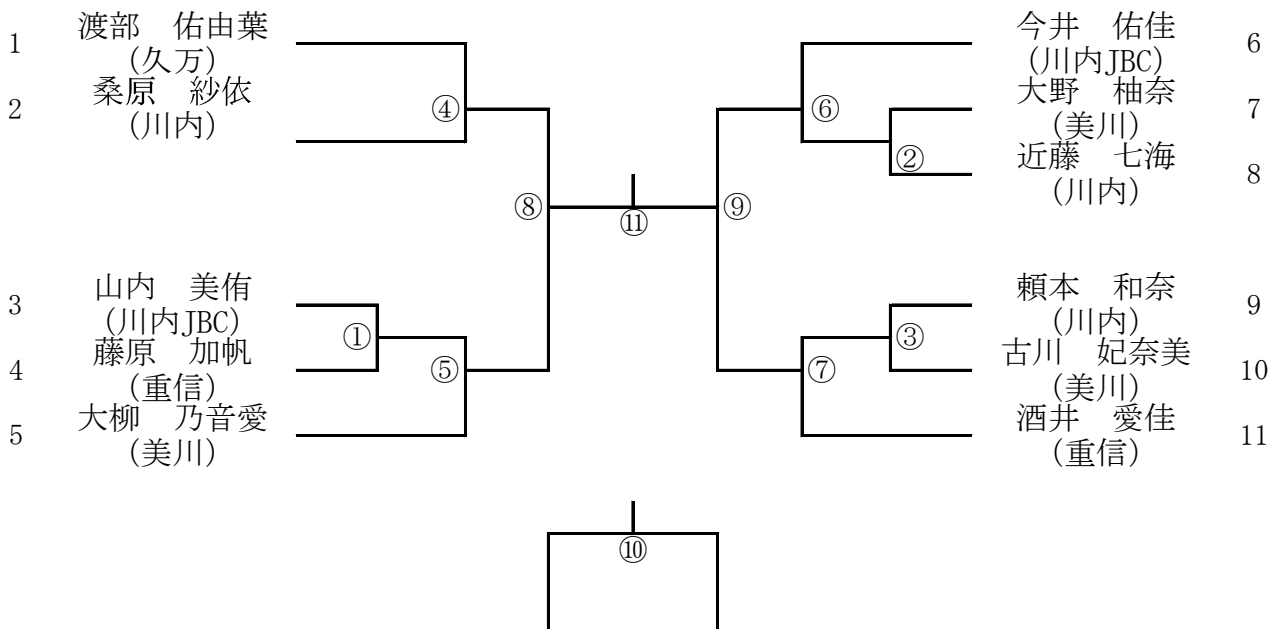 1
渡部　佑由葉
(久万)
2
桑原　紗依
(川内)
3
山内　美侑
(川内JBC)
4
藤原　加帆
(重信)
5
大柳　乃音愛
(美川)
④
⑧
①
⑤
⑪
⑩
⑥
②
⑨
③
⑦
今井　佑佳
(川内JBC)
6
大野　柚奈
(美川)
7
近藤　七海
(川内)
8
頼本　和奈
(川内)
9
古川　妃奈美
(美川)
10
酒井　愛佳
(重信)
11